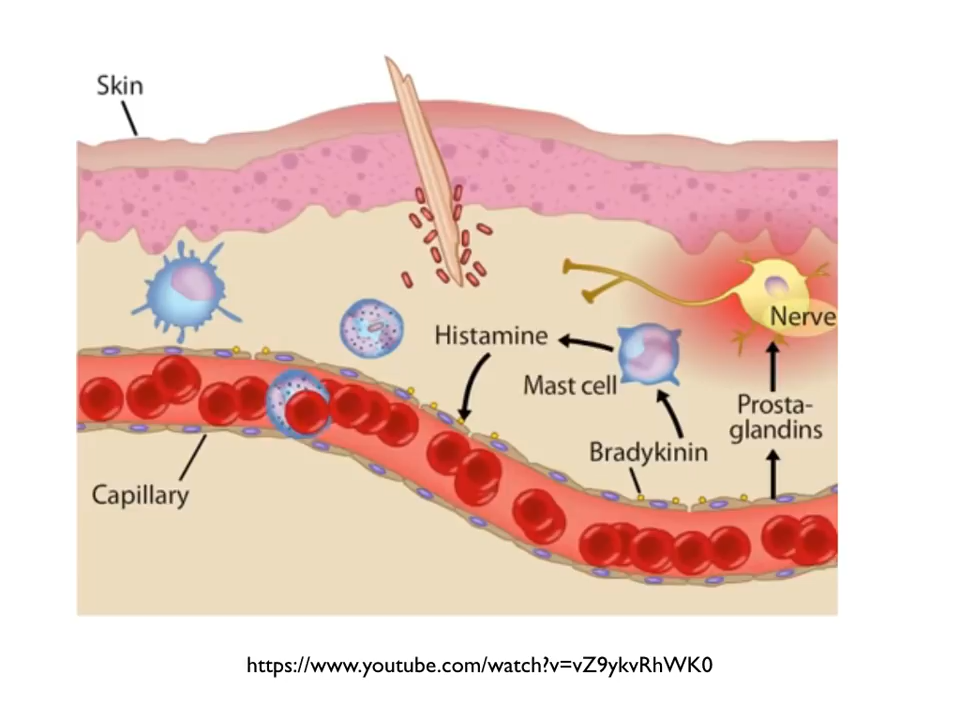 Skin
Histamine
Nerve
Mast cell
Prosta-
glandins
Bradykinin
Capillary
https://www.youtube.com/watch?v=vZ9ykvRhWK0